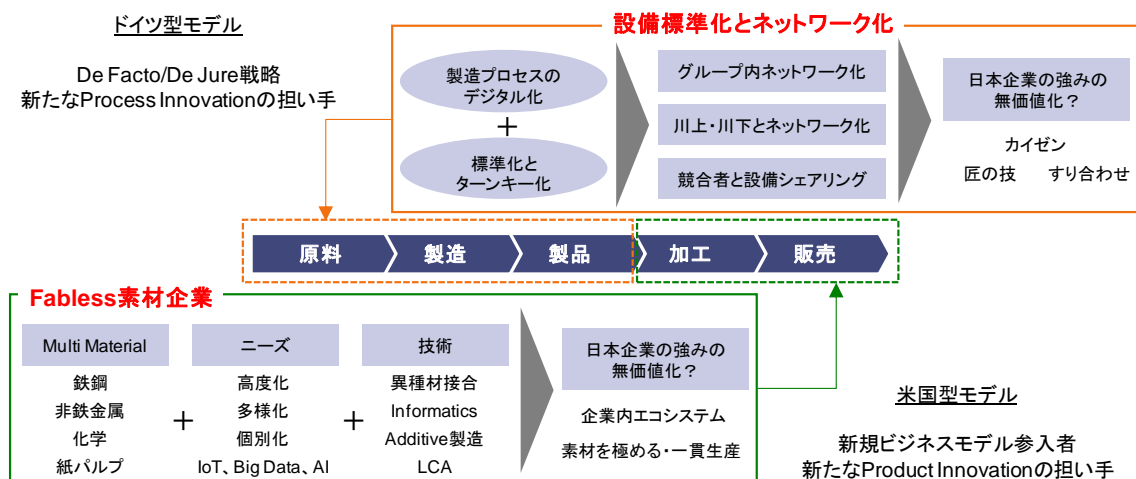 ドイツ型モデル
De Facto/De Jure戦略
新たなProcess Innovationの担い手
設備標準化とネットワーク化
製造プロセスの
デジタル化
＋
標準化と
ターンキー化
グループ内ネットワーク化
川上・川下とネットワーク化
競合者と設備シェアリング
日本企業の強みの
無価値化？
カイゼン
匠の技 すり合わせ
原料 製造 製品 加工 販売
Fabless素材企業
Multi Material
鉄鋼
非鉄金属
化学
紙パルプ
＋
ニーズ
高度化
多様化
個別化
IoT、Big Data、AI
＋
技術
異種材接合
Informatics
Additive製造
LCA
日本企業の強みの
無価値化？
企業内エコシステム
素材を極める・一貫生産
米国型モデル
新規ビジネスモデル参入者
新たなProduct Innovationの担い手